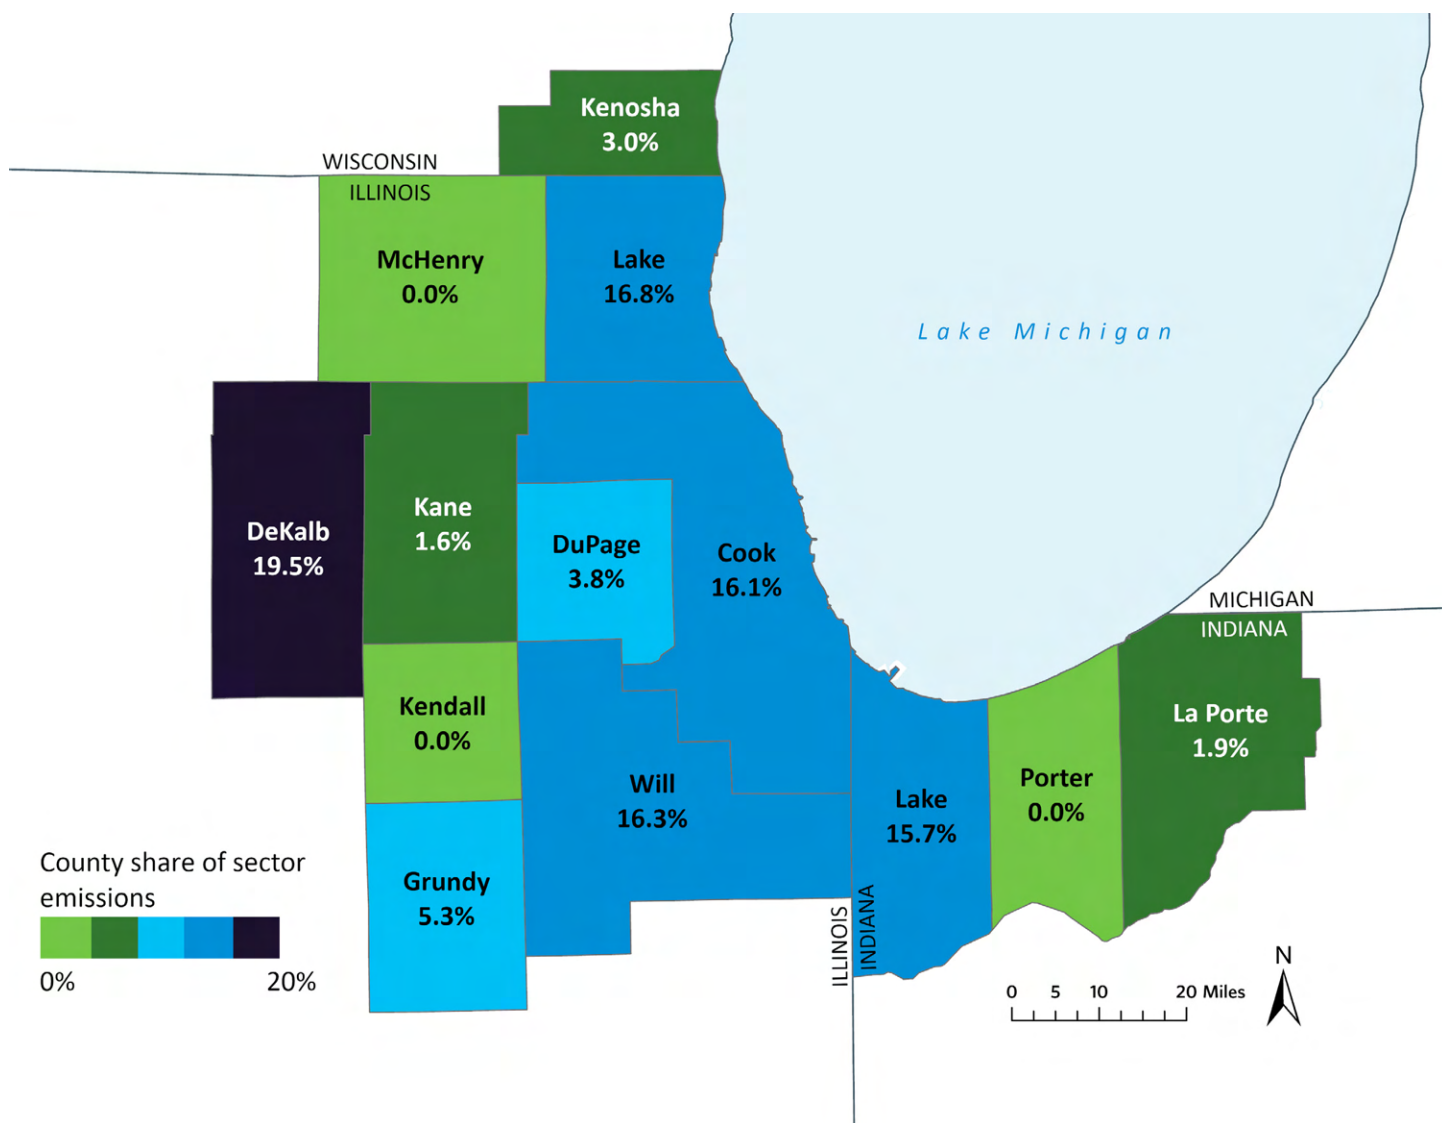 Kenosha
3.0%
WISCONSIN
ILLINOIS
McHenry
0.0%
Lake
16.8%
Lake Michigan
DeKalb
19.5%
Kane
1.6%
DuPage
3.8%
Cook
16.1%
MICHIGAN
INDIANA
Kendall
0.0%
La Porte
1.9%
Will
16.3%
Lake
15.7%
Porter
0.0%
Grundy
5.3%
County share of sector
emissions
0% 20%
ILLINOIS
INDIANA
N
0 5 10 20 Miles